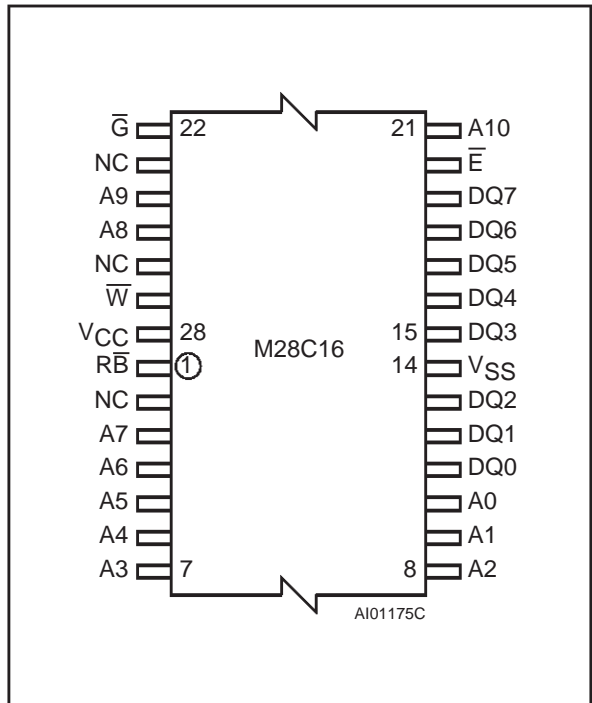 G̅ 22 21 A10
NC E̅
A9 DQ7
A8 DQ6
NC DQ5
W̅ DQ4
VCC 28 15 DQ3
M28C16
RB̅ 1 14 VSS
NC DQ2
A7 DQ1
A6 DQ0
A5 A0
A4 A1
A3 7 8 A2
AI01175C